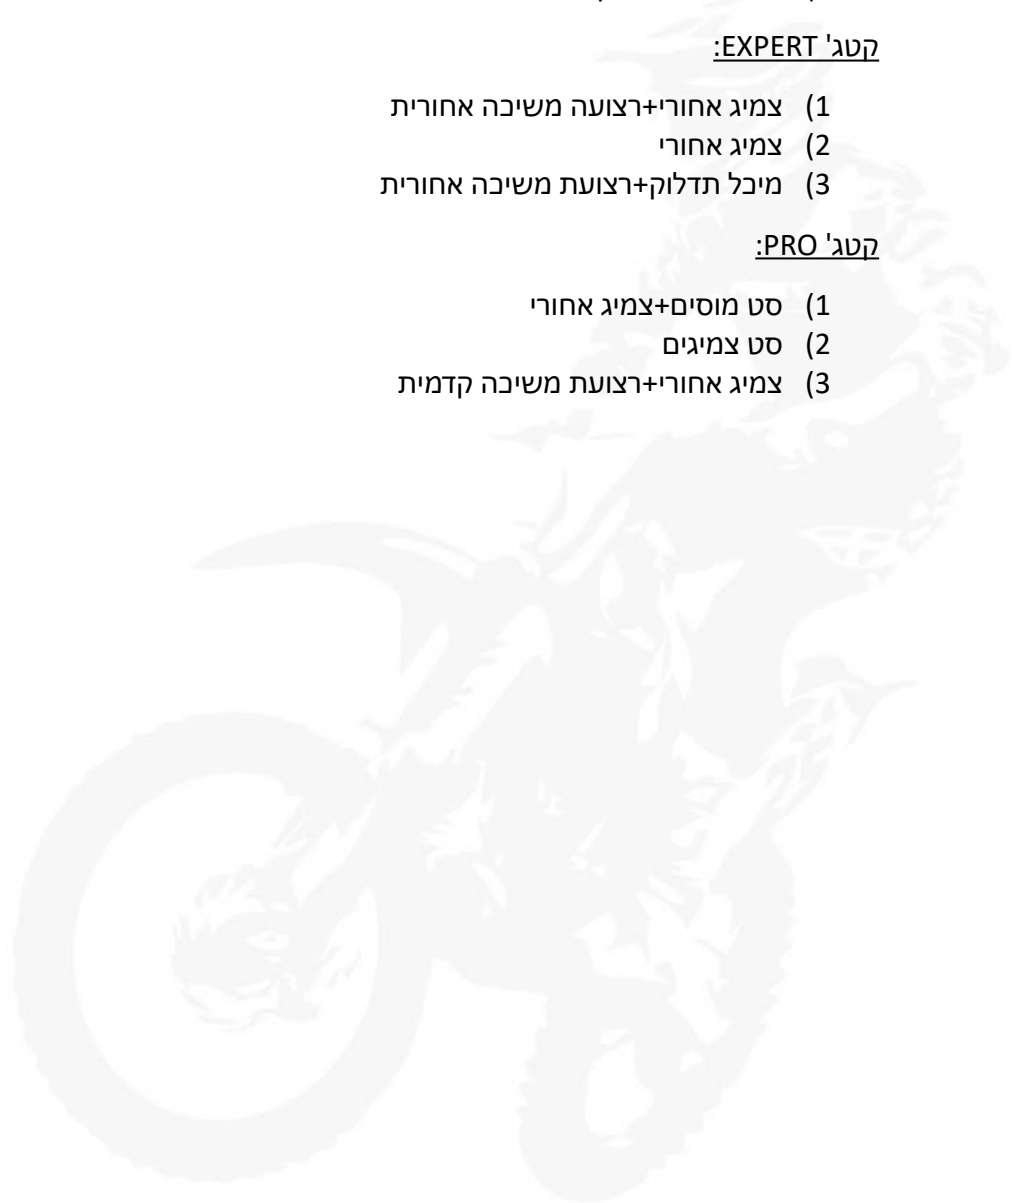 קטג' EXPERT:
1) צמיג אחורי+רצועה משיכה אחורית
2) צמיג אחורי
3) מיכל תדלוק+רצועת משיכה אחורית
קטג' PRO:
1) סט מוסים+צמיג אחורי
2) סט צמיגים
3) צמיג אחורי+רצועת משיכה קדמית